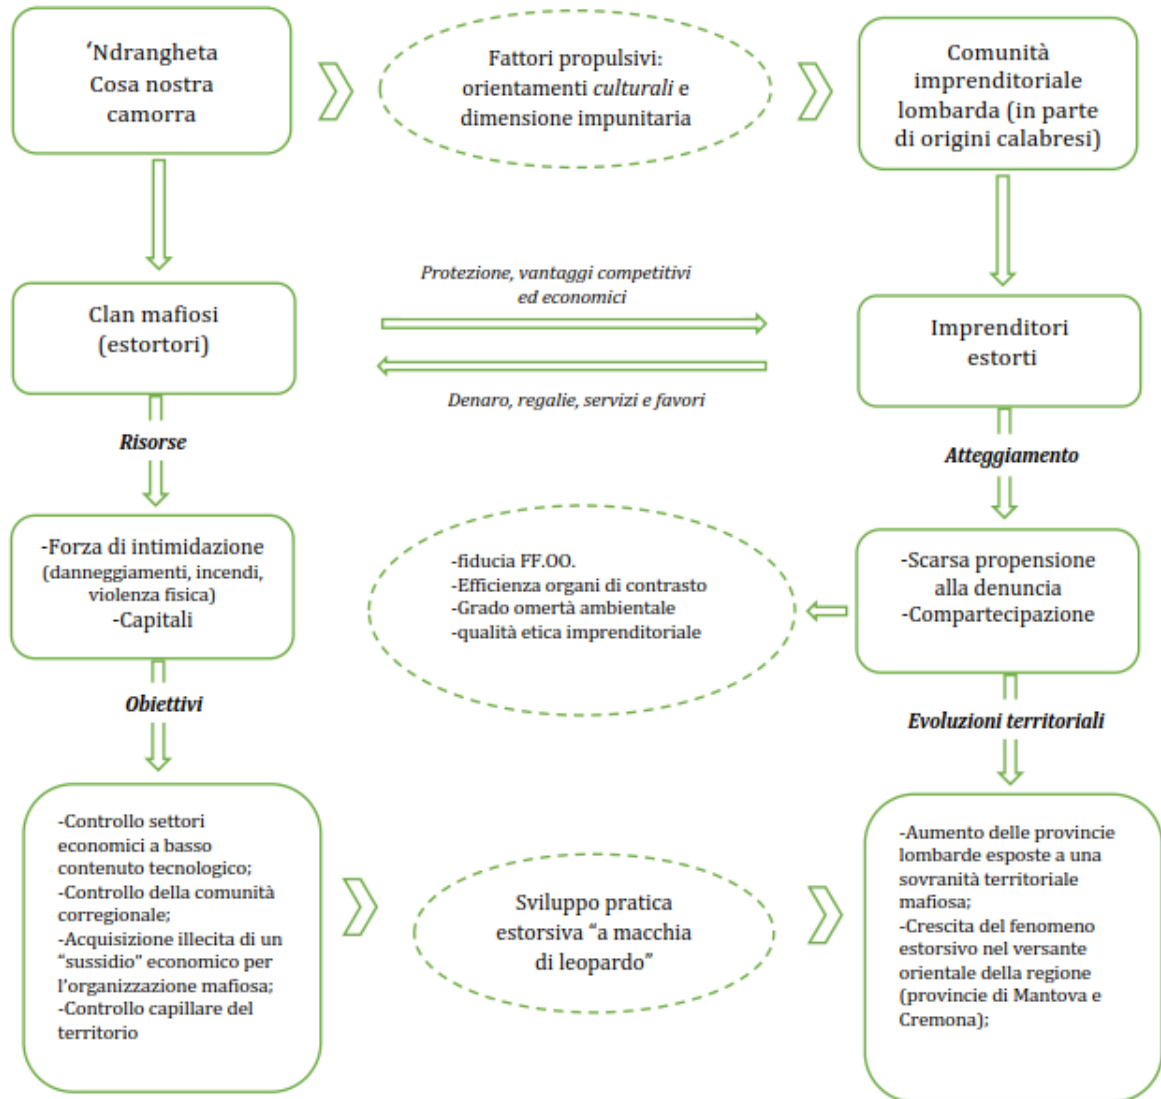 ‘Ndrangheta
Cosa nostra
camorra
Fattori propulsivi:
orientamenti culturali e
dimensione impunitaria
Comunità
imprenditoriale
lombarda (in parte
di origini calabresi)
Protezione, vantaggi competitivi
ed economici
Clan mafiosi
(estortori)
Imprenditori
estorti
Denaro, regalie, servizi e favori
Risorse
Atteggiamento
-Forza di intimidazione
(danneggiamenti, incendi,
violenza fisica)
-Capitali
-fiducia FF.OO.
-Efficienza organi di contrasto
-Grado omertà ambientale
-qualità etica imprenditoriale
-Scarsa propensione
alla denuncia
-Compartecipazione
Obiettivi
Evoluzioni territoriali
-Controllo settori
economici a basso
contenuto tecnologico;
-Controllo della comunità
corregionale;
-Acquisizione illecita di un
“sussidio” economico per
l’organizzazione mafiosa;
-Controllo capillare del
territorio
Sviluppo pratica
estorsiva “a macchia
di leopardo”
-Aumento delle provincie
lombarde esposte a una
sovranità territoriale
mafiosa;
-Crescita del fenomeno
estorsivo nel versante
orientale della regione
(provincie di Mantova e
Cremona);